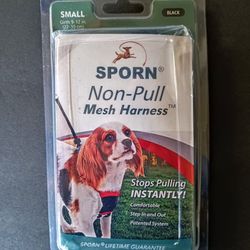 SMALL
BLACK
SPORN®
Non-Pull
Mesh Harness™
Stops Pulling
INSTANTLY!
Comfortable
Step In and Out
Patented System
SPORN® LIFETIME GUARANTEE